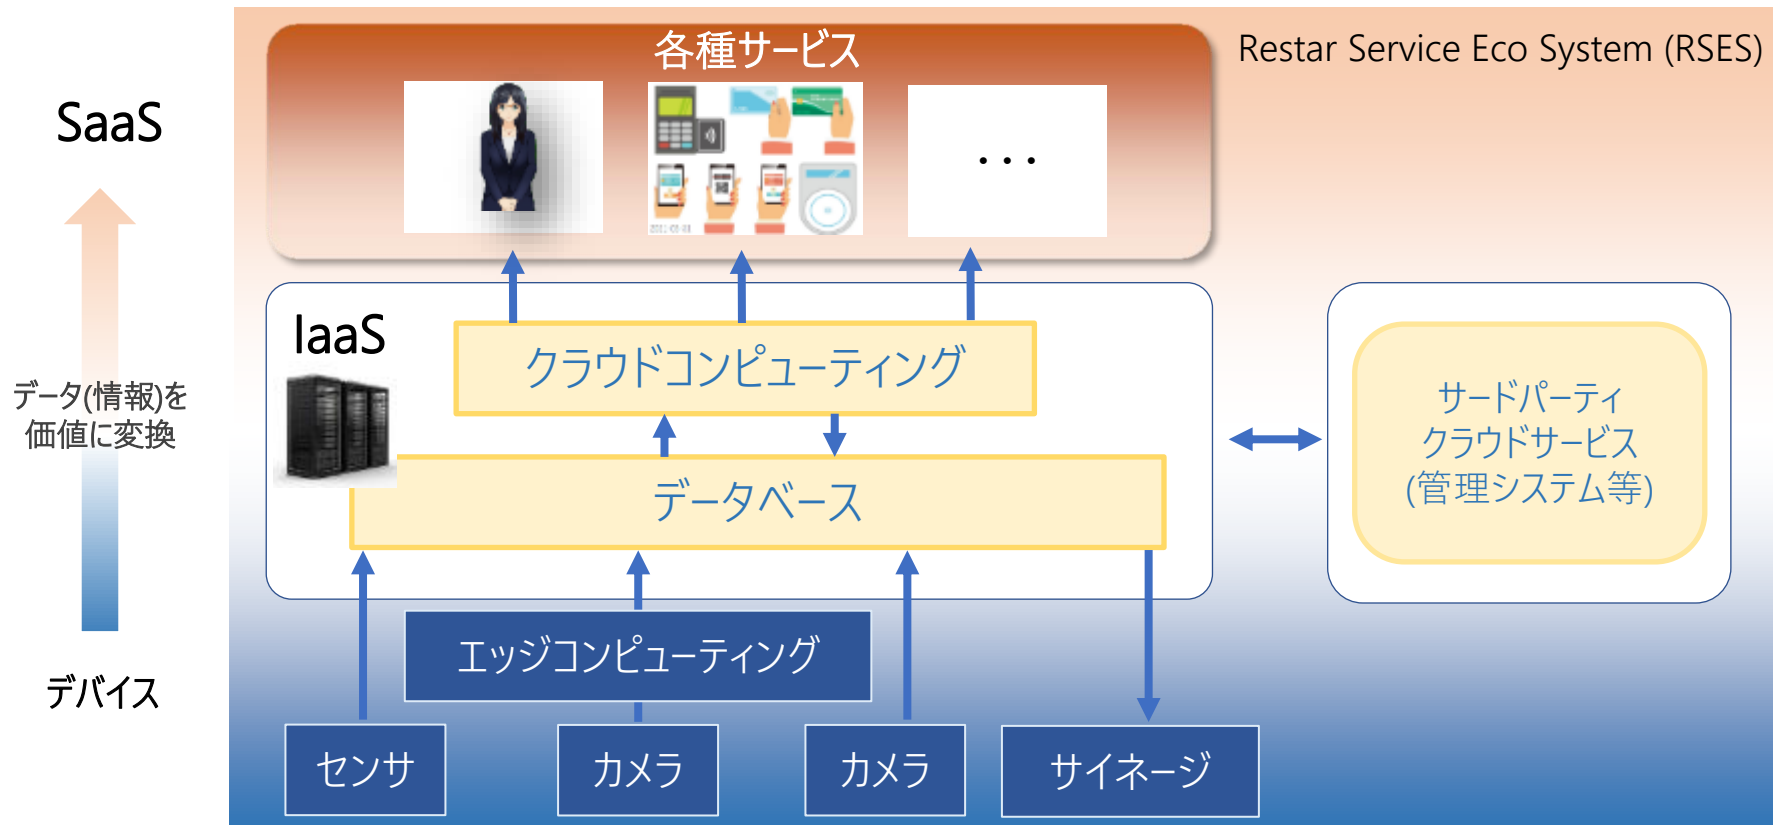 Restar Service Eco System (RSES)
各種サービス
・・・
SaaS
データ(情報)を
価値に変換
デバイス
IaaS
クラウドコンピューティング
データベース
サードパーティ
クラウドサービス
(管理システム等)
エッジコンピューティング
センサ
カメラ
カメラ
サイネージ